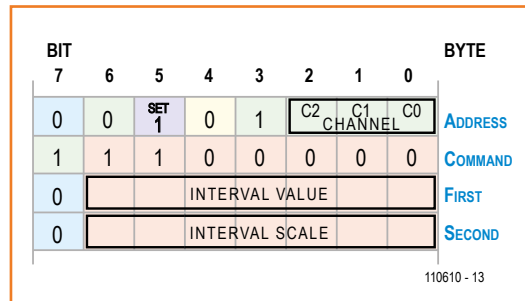 BIT BYTE
7 6 5 4 3 2 1 0
0 0 SET 1 0 1 C2 C1 C0 CHANNEL ADDRESS
1 1 1 0 0 0 0 0 COMMAND
0 INTERVAL VALUE FIRST
0 INTERVAL SCALE SECOND
110610 - 13